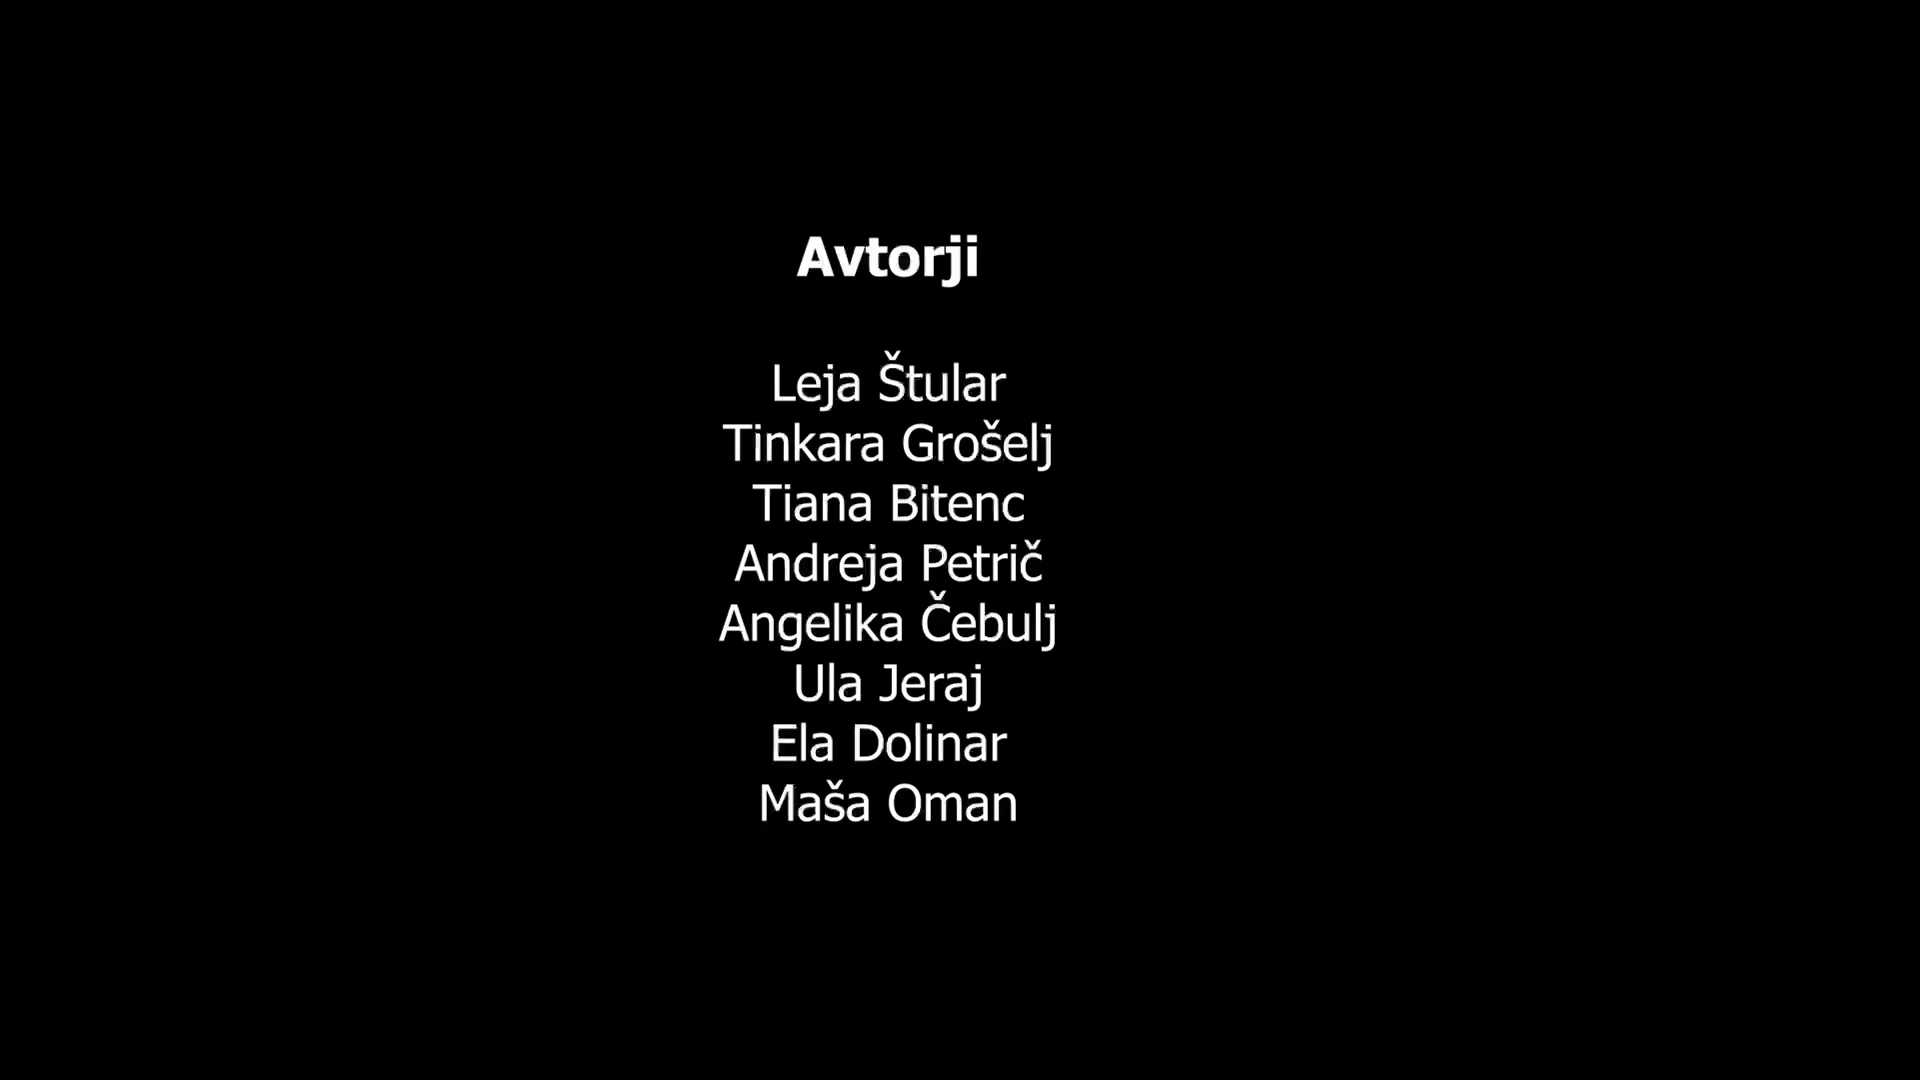 Avtorji
Leja Štular
Tinkara Grošelj
Tiana Bitenc
Andreja Petrič
Angelika Čebulj
Ula Jeraj
Ela Dolinar
Maša Oman